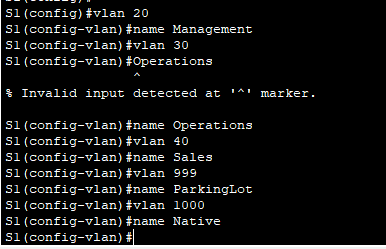 S1(config)#
S1(config)#vlan 20
S1(config-vlan)#name Management
S1(config-vlan)#vlan 30
S1(config-vlan)#Operations
^
% Invalid input detected at '^' marker.
S1(config-vlan)#name Operations
S1(config-vlan)#vlan 40
S1(config-vlan)#name Sales
S1(config-vlan)#vlan 999
S1(config-vlan)#name ParkingLot
S1(config-vlan)#vlan 1000
S1(config-vlan)#name Native
S1(config-vlan)#